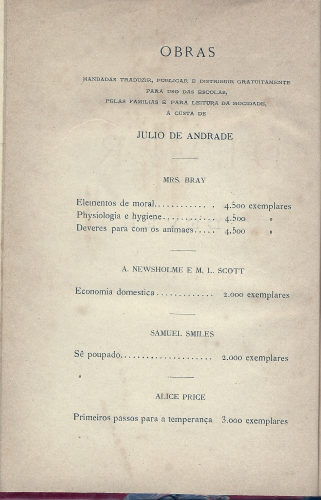 OBRAS
MANDADAS TRADUZIR, PUBLICAR E DISTRIBUIR GRATUITAMENTE
PARA USO DAS ESCOLAS,
PELAS FAMILIAS E PARA LEITURA DA MOCIDADE,
Á CUSTA DE
JULIO DE ANDRADE
MRS. BRAY
Elementos de moral............ 4.500 exemplares
Physiologia e hygiene............ 4.500 »
Deveres para com os animaes..... 4.500 »
A. NEWSHOLME E M. L. SCOTT
Economia domestica............. 2.000 exemplares
SAMUEL SMILES
Sê poupado..................... 2.000 exemplares
ALICE PRICE
Primeiros passos para a temperança 3.000 exemplares